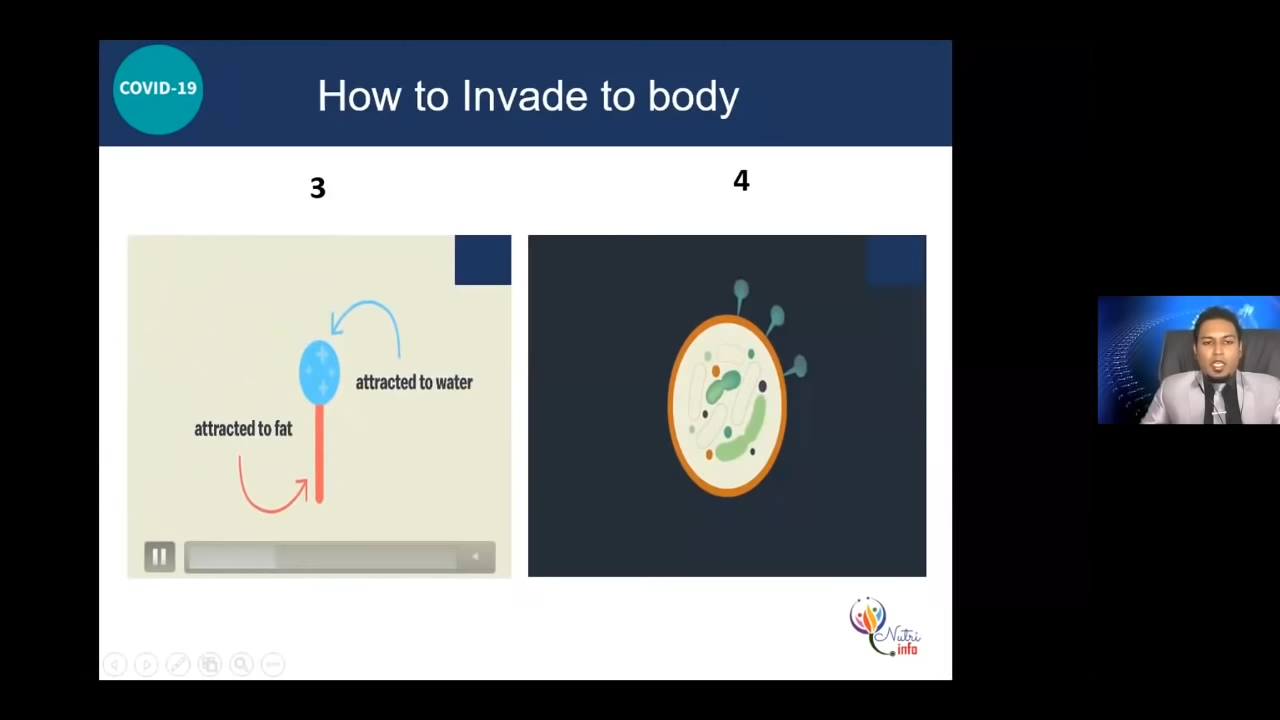 COVID-19
How to Invade to body
3
4
attracted to water
attracted to fat
Nutri
info